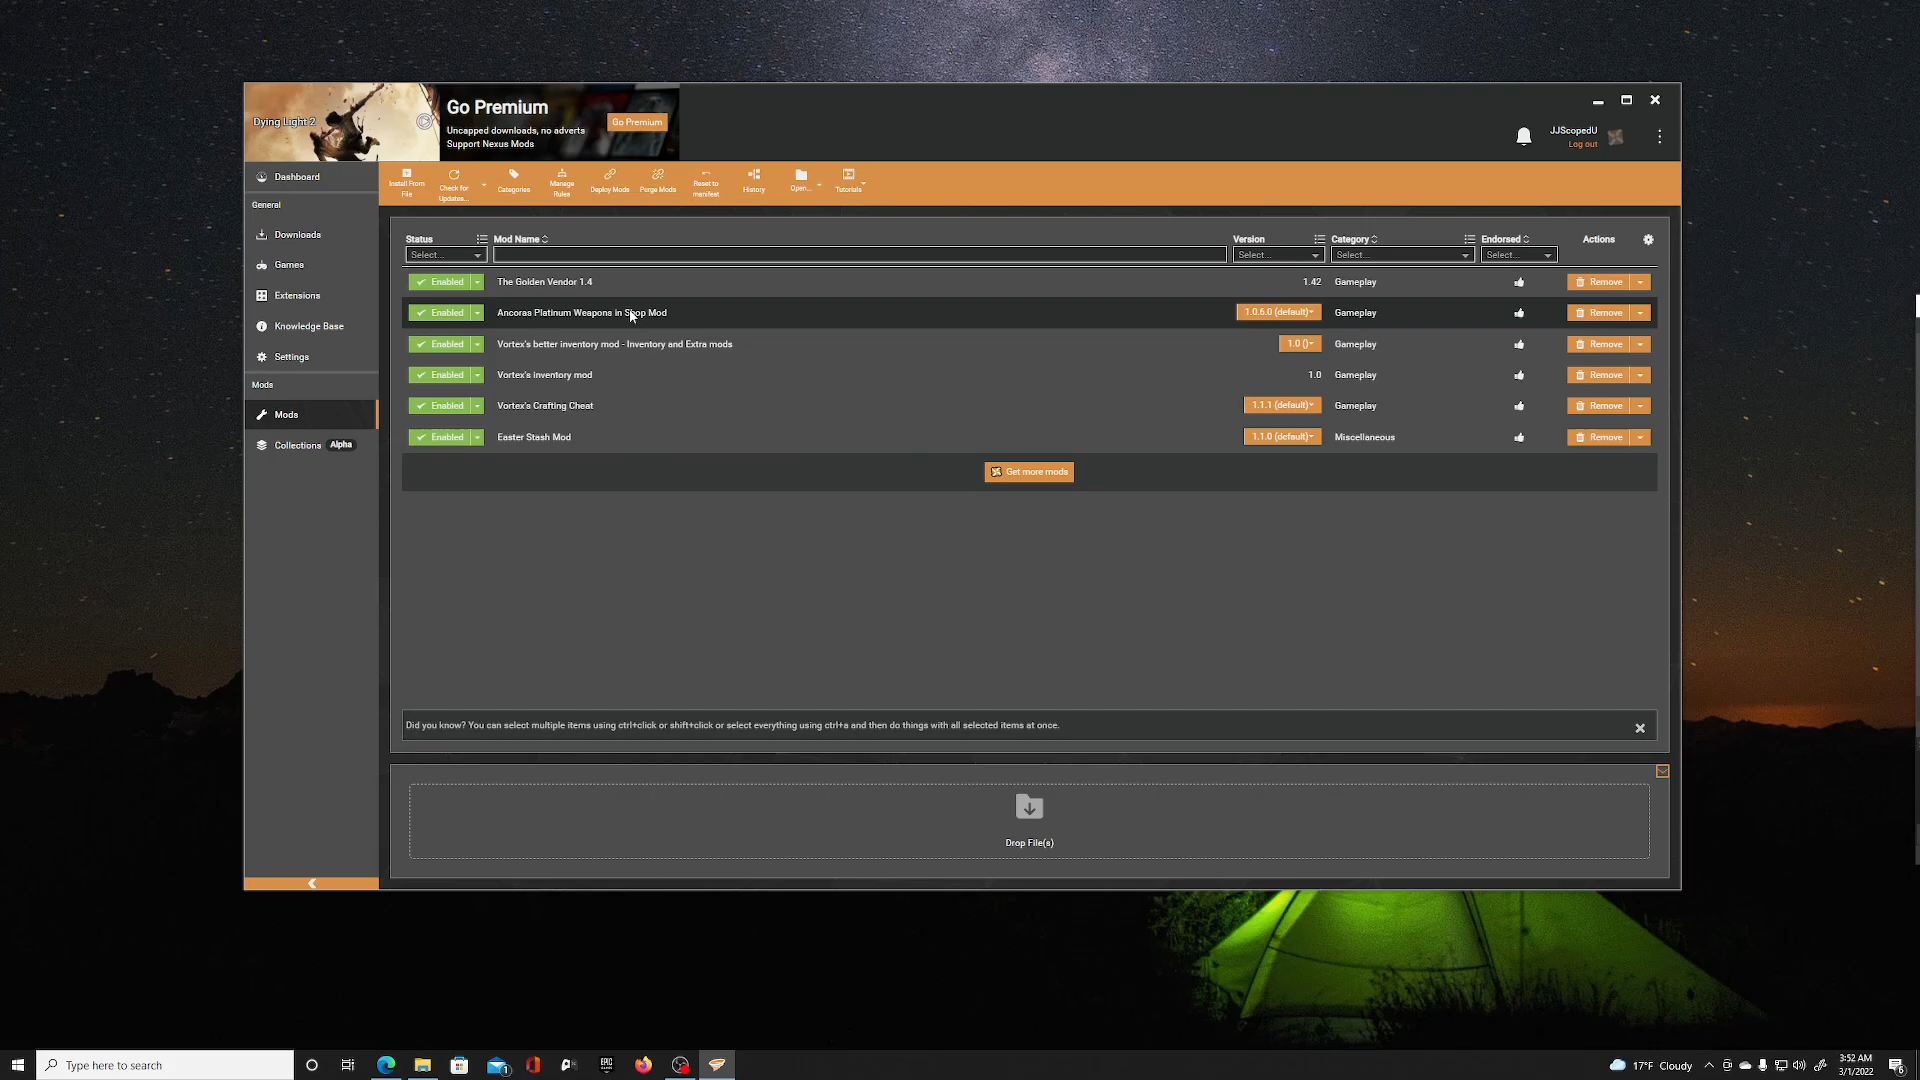 Dying Light 2
Go Premium
Uncapped downloads, no adverts
Support Nexus Mods
Go Premium
JJScopedU
Log out
Dashboard
General
Downloads
Games
Extensions
Knowledge Base
Settings
Mods
Mods
Collections Alpha
Install From File
Check for Updates...
Categories
Manage Rules
Deploy Mods
Purge Mods
Reset to manifest
History
Open...
Tutorials
Status Mod Name Version Category Endorsed Actions
Select... Select... Select... Select...
Enabled The Golden Vendor 1.4 1.42 Gameplay Remove
Enabled Ancoras Platinum Weapons in Shop Mod 1.0.6.0 (default) Gameplay Remove
Enabled Vortex's better inventory mod - Inventory and Extra mods 1.0 () Gameplay Remove
Enabled Vortex's inventory mod 1.0 Gameplay Remove
Enabled Vortex's Crafting Cheat 1.1.1 (default) Gameplay Remove
Enabled Easter Stash Mod 1.1.0 (default) Miscellaneous Remove
Get more mods
Did you know? You can select multiple items using ctrl+click or shift+click or select everything using ctrl+a and then do things with all selected items at once.
Drop File(s)
Type here to search
1
EPIC GAMES
17°F Cloudy
3:52 AM
3/1/2022
6